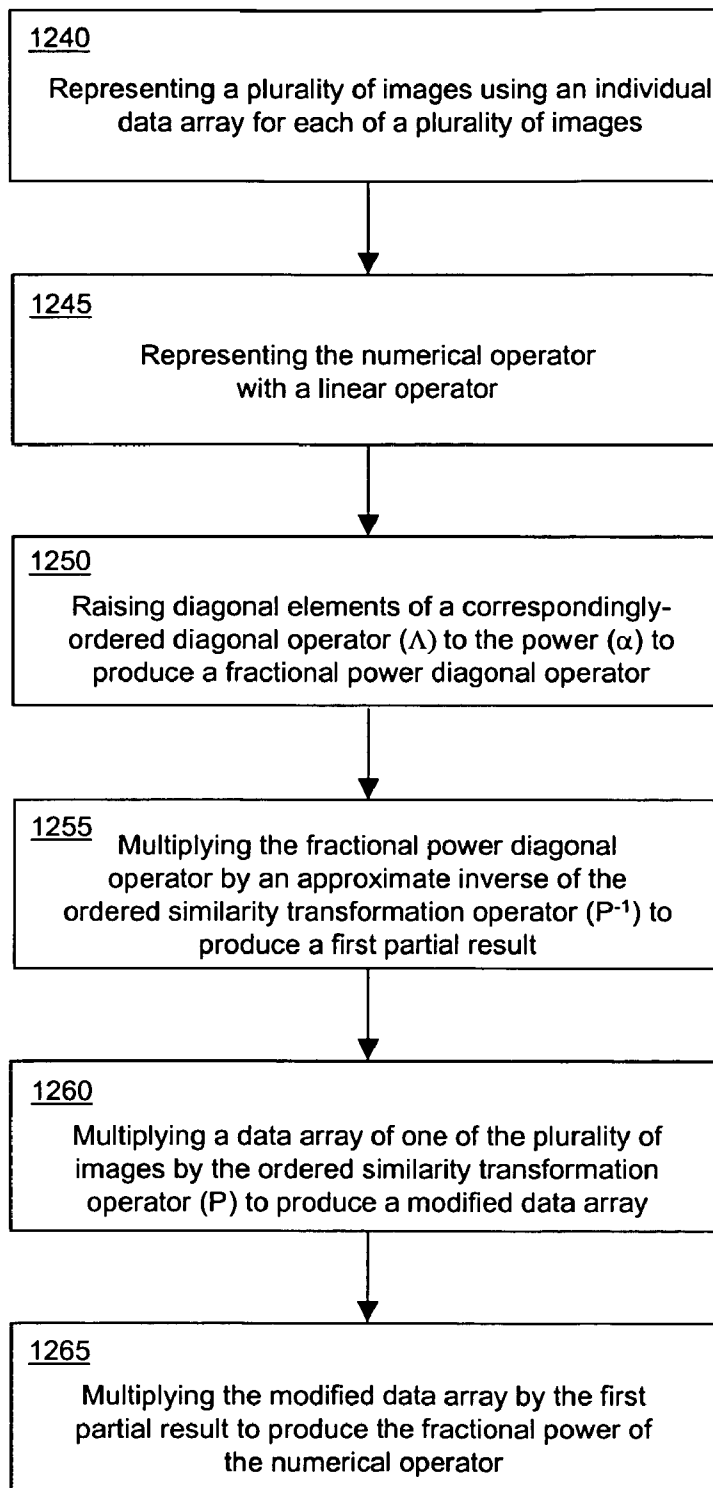 1240
Representing a plurality of images using an individual
data array for each of a plurality of images
1245
Representing the numerical operator
with a linear operator
1250
Raising diagonal elements of a correspondingly-
ordered diagonal operator (Λ) to the power (α) to
produce a fractional power diagonal operator
1255
Multiplying the fractional power diagonal
operator by an approximate inverse of the
ordered similarity transformation operator (P⁻¹) to
produce a first partial result
1260
Multiplying a data array of one of the plurality of
images by the ordered similarity transformation
operator (P) to produce a modified data array
1265
Multiplying the modified data array by the first
partial result to produce the fractional power of
the numerical operator